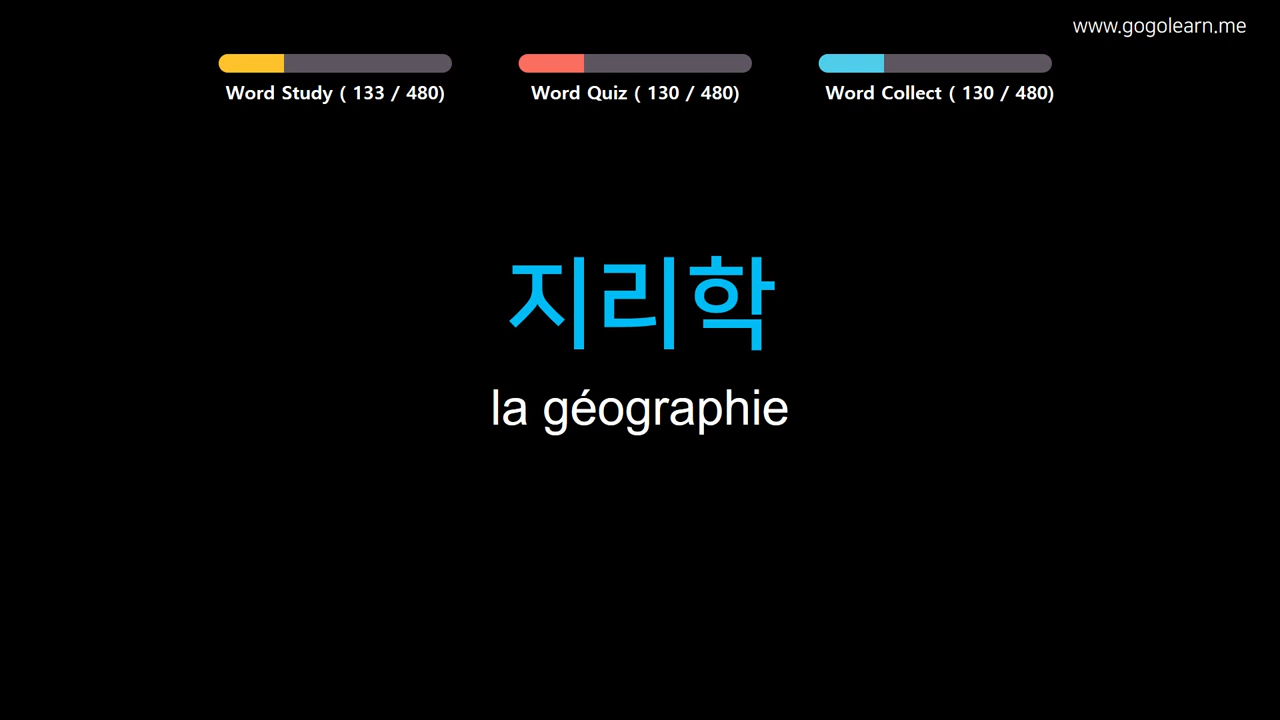 www.gogolearn.me
Word Study ( 133 / 480)
Word Quiz ( 130 / 480)
Word Collect ( 130 / 480)
지리학
la géographie